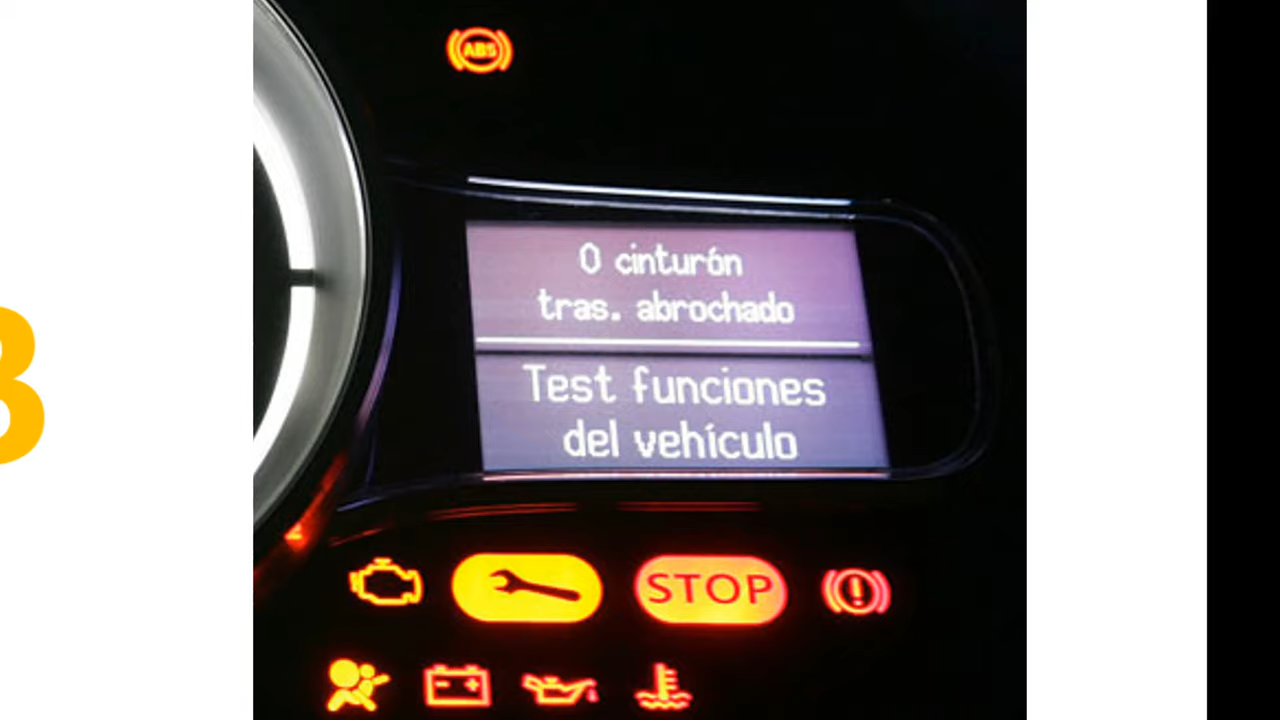 ABS
0 cinturón
tras. abrochado
Test funciones
del vehículo
STOP